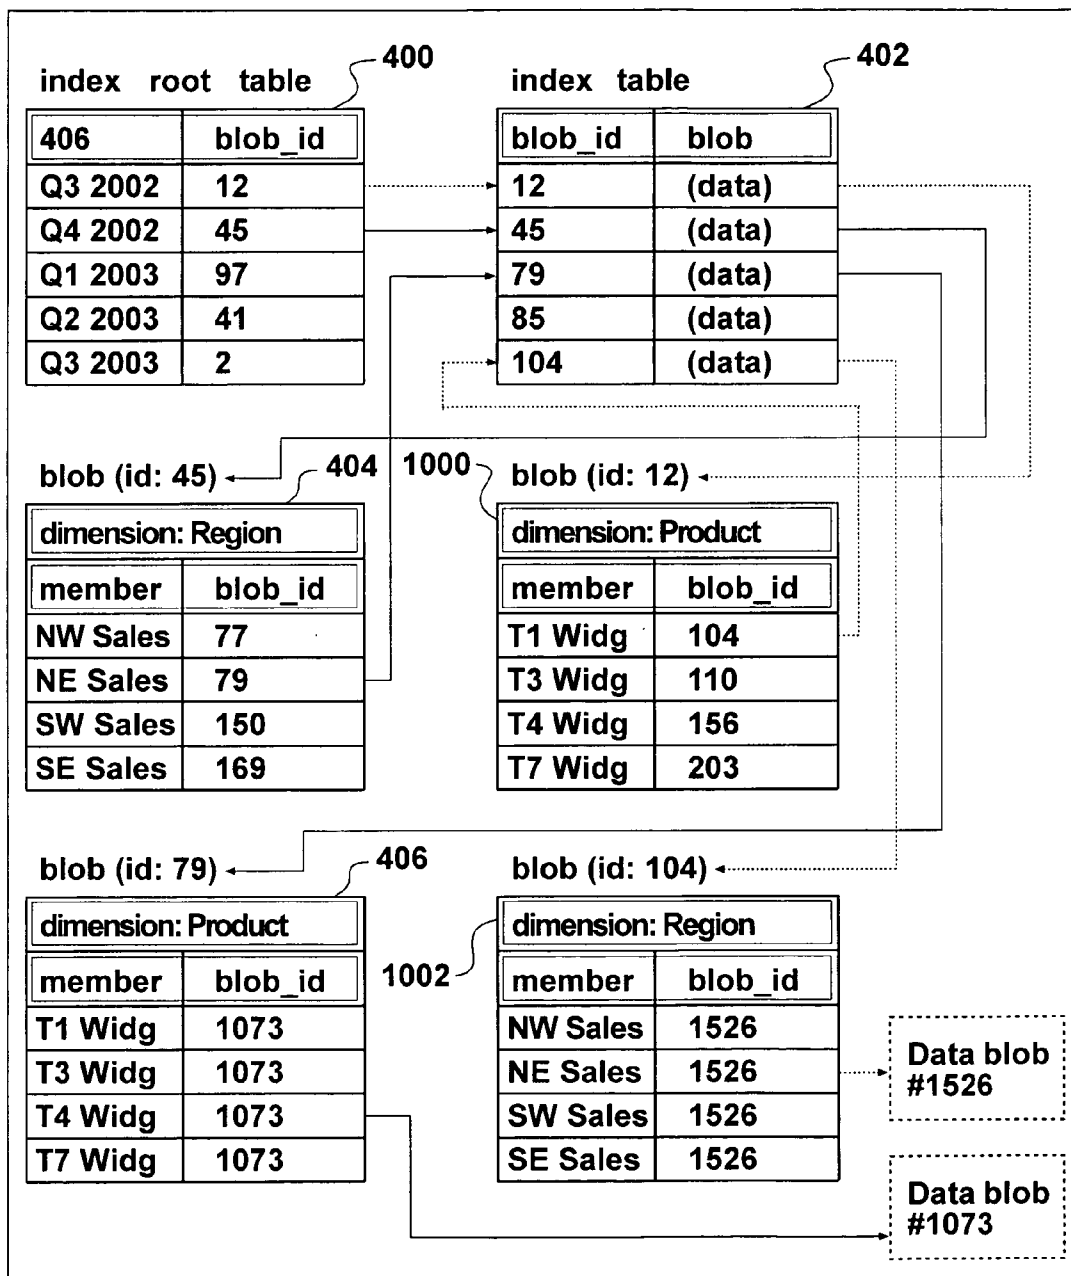 400
index root table
406 blob_id
Q3 2002 12
Q4 2002 45
Q1 2003 97
Q2 2003 41
Q3 2003 2
402
index table
blob_id blob
12 (data)
45 (data)
79 (data)
85 (data)
104 (data)
404
blob (id: 45)
dimension: Region
member blob_id
NW Sales 77
NE Sales 79
SW Sales 150
SE Sales 169
1000
blob (id: 12)
dimension: Product
member blob_id
T1 Widg 104
T3 Widg 110
T4 Widg 156
T7 Widg 203
406
blob (id: 79)
dimension: Product
member blob_id
T1 Widg 1073
T3 Widg 1073
T4 Widg 1073
T7 Widg 1073
blob (id: 104)
1002
dimension: Region
member blob_id
NW Sales 1526
NE Sales 1526
SW Sales 1526
SE Sales 1526
Data blob
#1526
Data blob
#1073